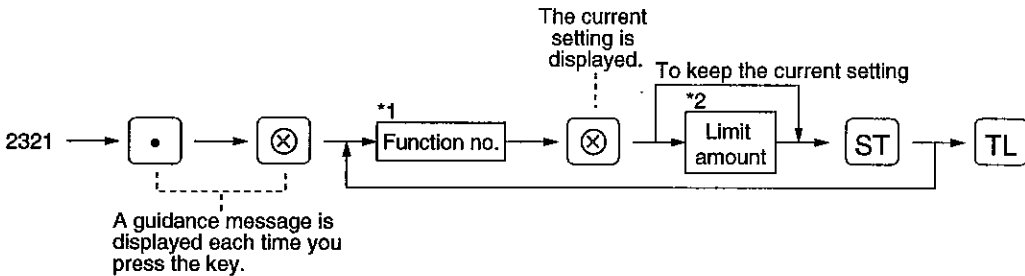 The current
setting is
displayed.
To keep the current setting
*1
*2
2321
•
⊗
Function no.
⊗
Limit
amount
ST
TL
A guidance message is
displayed each time you
press the key.